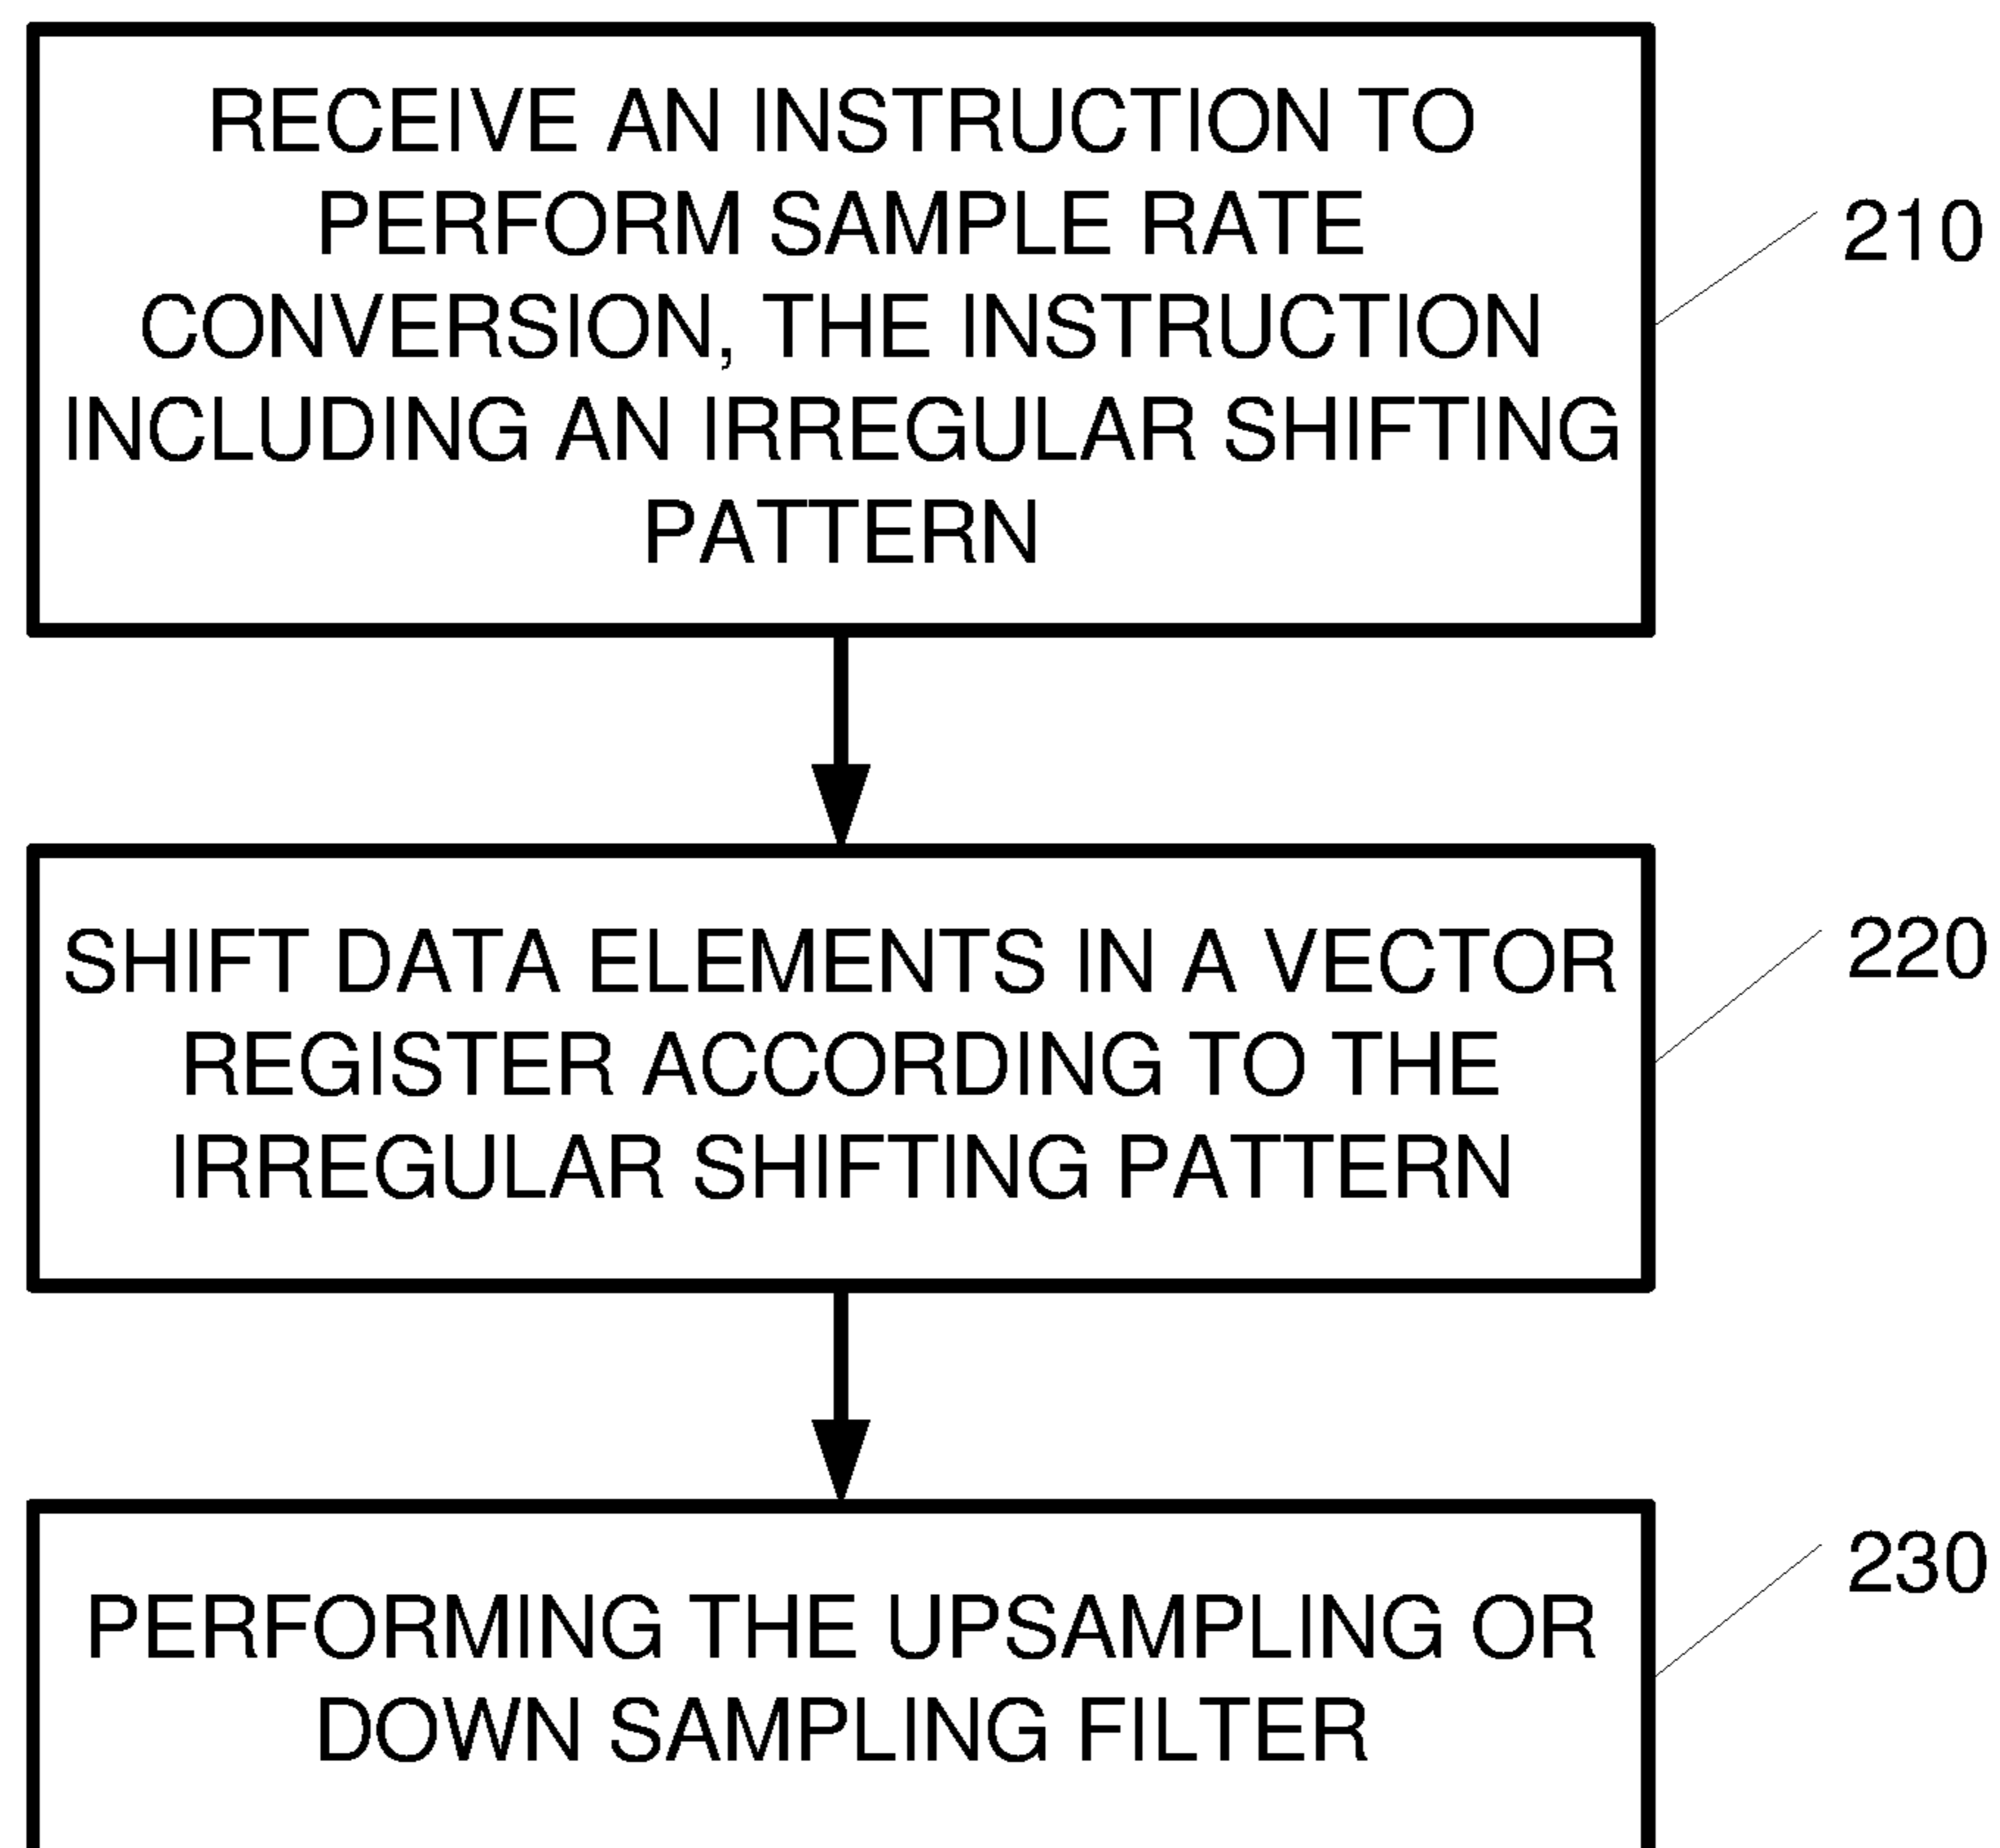 RECEIVE AN INSTRUCTION TO
PERFORM SAMPLE RATE
CONVERSION, THE INSTRUCTION
INCLUDING AN IRREGULAR SHIFTING
PATTERN
210
SHIFT DATA ELEMENTS IN A VECTOR
REGISTER ACCORDING TO THE
IRREGULAR SHIFTING PATTERN
220
PERFORMING THE UPSAMPLING OR
DOWN SAMPLING FILTER
230